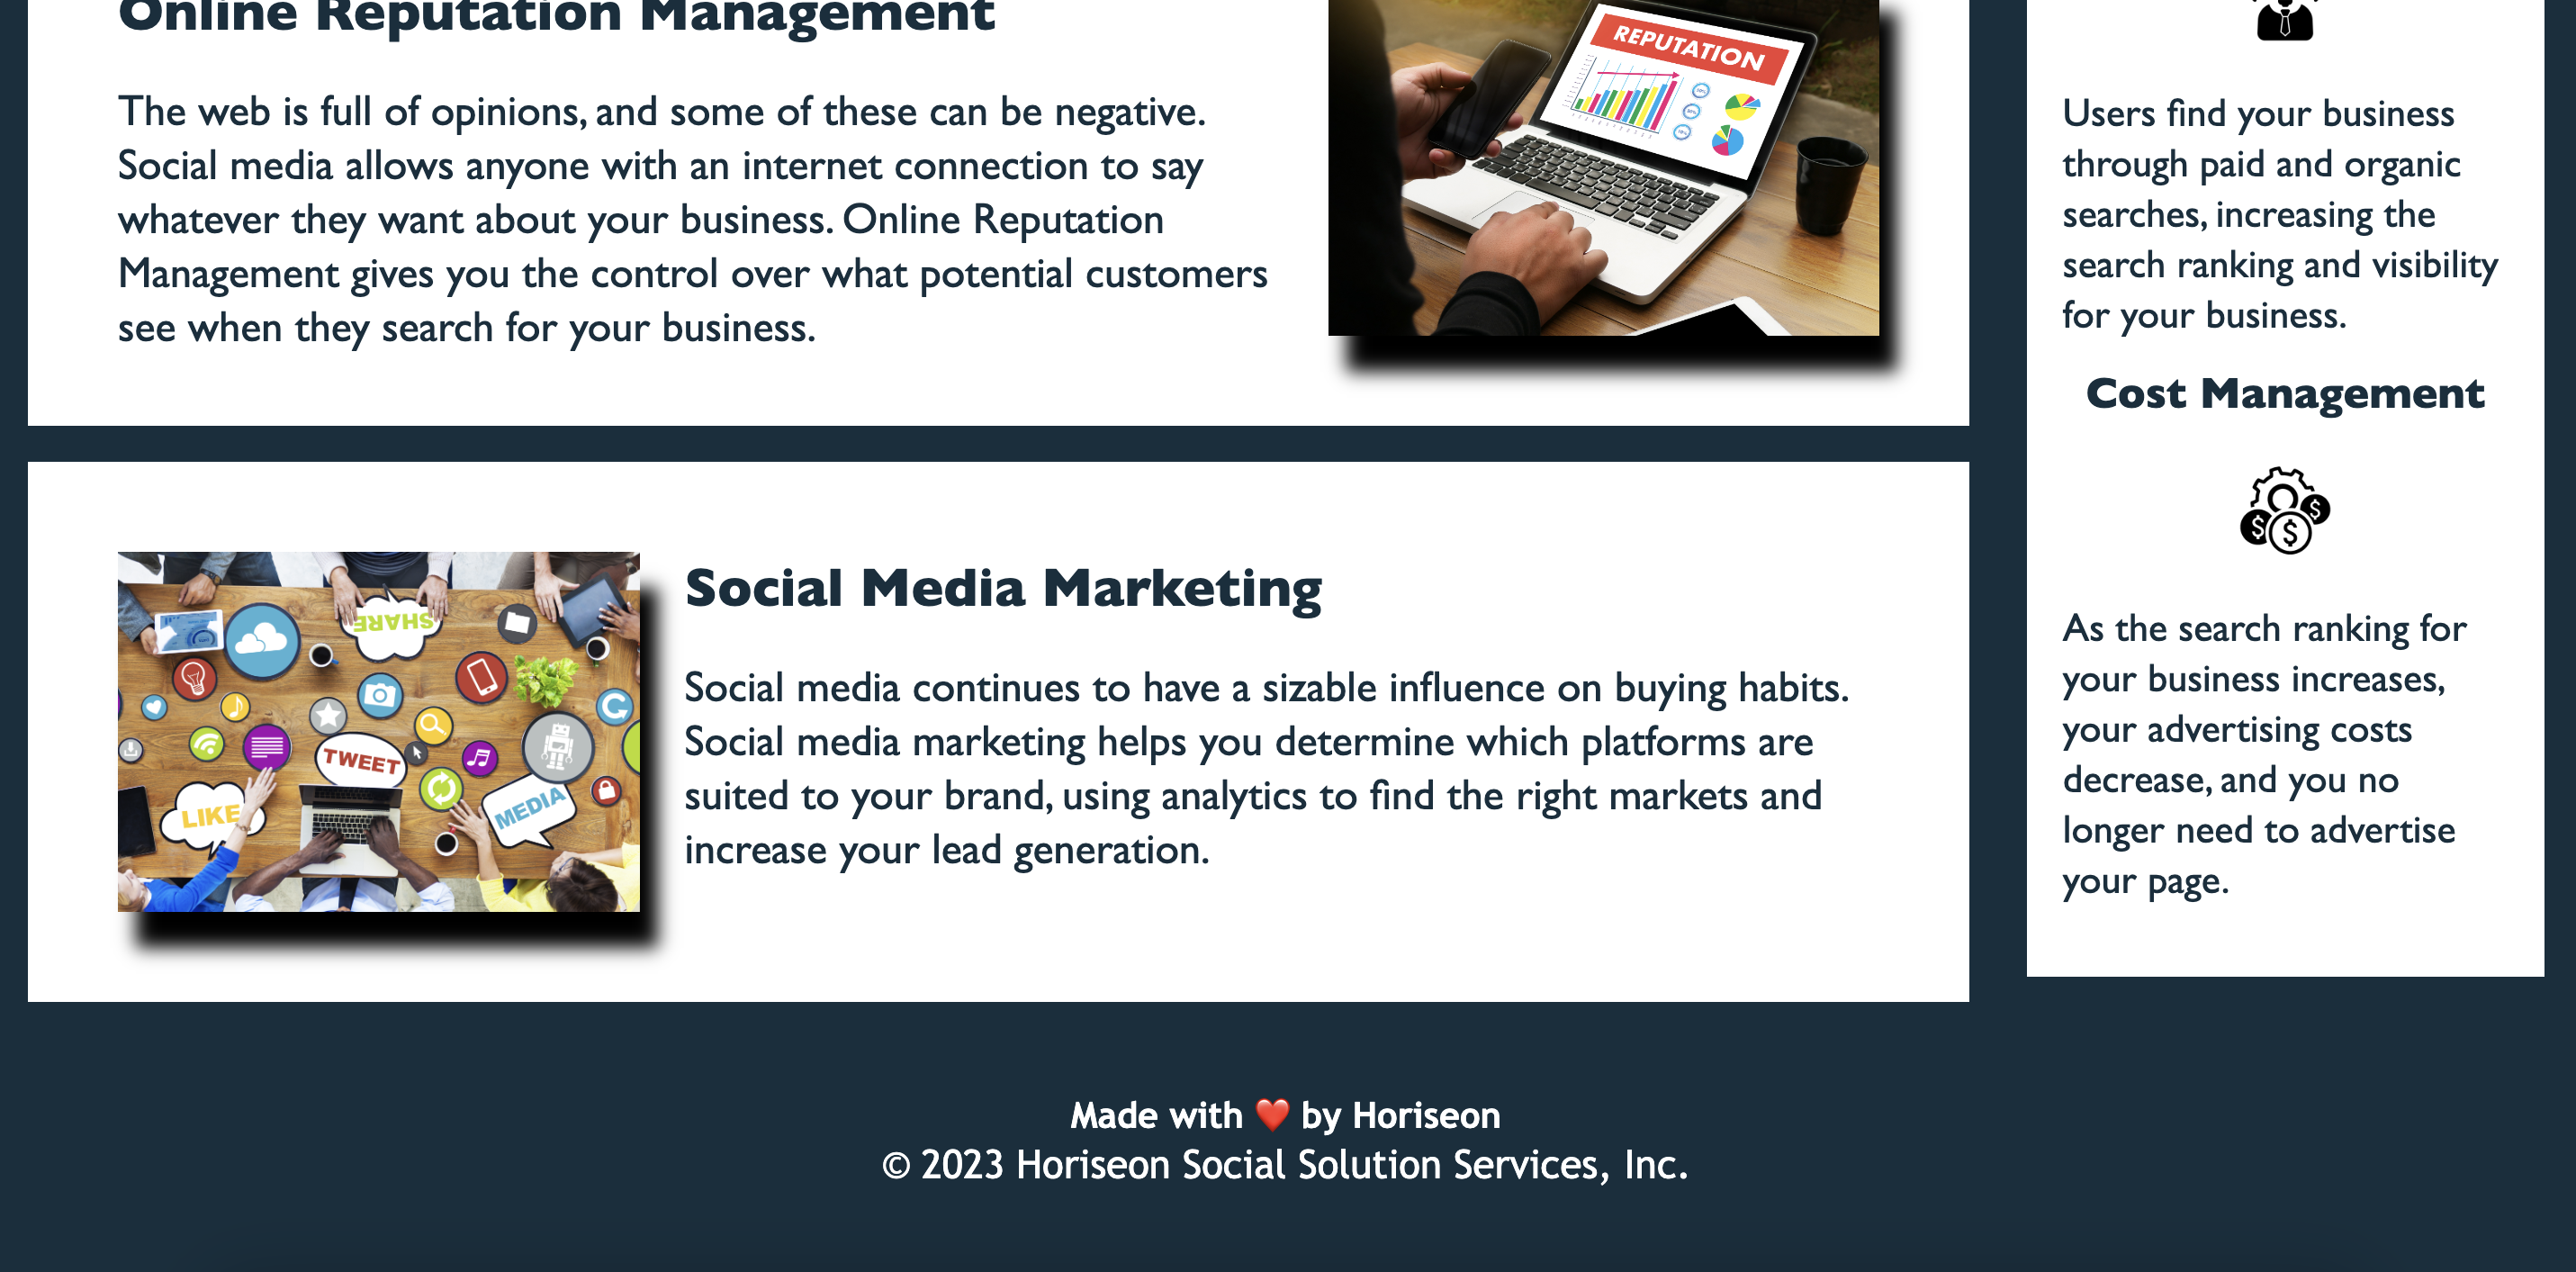 Online Reputation Management
The web is full of opinions, and some of these can be negative.
Social media allows anyone with an internet connection to say
whatever they want about your business. Online Reputation
Management gives you the control over what potential customers
see when they search for your business.
REPUTATION
Social Media Marketing
Social media continues to have a sizable influence on buying habits.
Social media marketing helps you determine which platforms are
suited to your brand, using analytics to find the right markets and
increase your lead generation.
SHARE
TWEET
LIKE
MEDIA
Users find your business
through paid and organic
searches, increasing the
search ranking and visibility
for your business.
Cost Management
$ $ $
As the search ranking for
your business increases,
your advertising costs
decrease, and you no
longer need to advertise
your page.
Made with ❤️ by Horiseon
© 2023 Horiseon Social Solution Services, Inc.